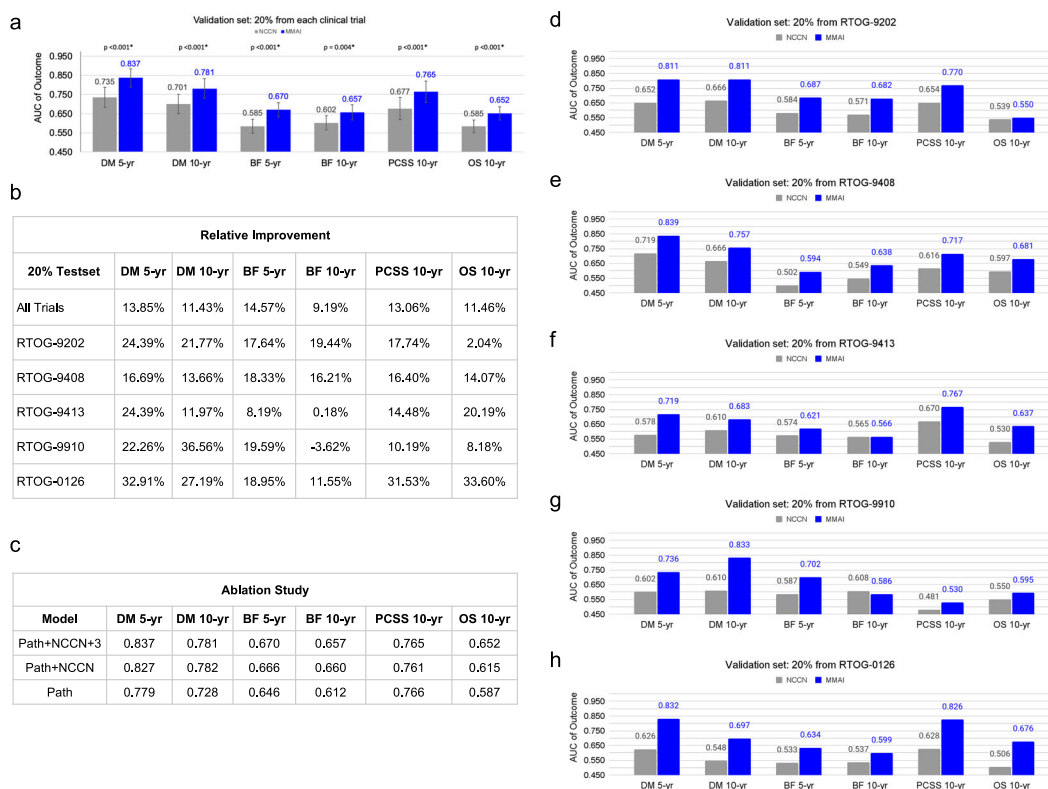 a
Validation set: 20% from each clinical trial
NCCN MMAI
p <0.001* p <0.001* p <0.001* p = 0.004* p <0.001* p <0.001*
AUC of Outcome
0.950
0.850
0.750
0.650
0.550
0.450
0.735 0.837 0.701 0.781 0.585 0.670 0.602 0.657 0.677 0.765 0.585 0.652
DM 5-yr DM 10-yr BF 5-yr BF 10-yr PCSS 10-yr OS 10-yr
b
Relative Improvement
20% Testset DM 5-yr DM 10-yr BF 5-yr BF 10-yr PCSS 10-yr OS 10-yr
All Trials 13.85% 11.43% 14.57% 9.19% 13.06% 11.46%
RTOG-9202 24.39% 21.77% 17.64% 19.44% 17.74% 2.04%
RTOG-9408 16.69% 13.66% 18.33% 16.21% 16.40% 14.07%
RTOG-9413 24.39% 11.97% 8.19% 0.18% 14.48% 20.19%
RTOG-9910 22.26% 36.56% 19.59% -3.62% 10.19% 8.18%
RTOG-0126 32.91% 27.19% 18.95% 11.55% 31.53% 33.60%
c
Ablation Study
Model DM 5-yr DM 10-yr BF 5-yr BF 10-yr PCSS 10-yr OS 10-yr
Path+NCCN+3 0.837 0.781 0.670 0.657 0.765 0.652
Path+NCCN 0.827 0.782 0.666 0.660 0.761 0.615
Path 0.779 0.728 0.646 0.612 0.766 0.587
d
Validation set: 20% from RTOG-9202
NCCN MMAI
AUC of Outcome
0.950
0.850
0.750
0.650
0.550
0.450
0.652 0.811 0.666 0.811 0.584 0.687 0.571 0.682 0.654 0.770 0.539 0.550
DM 5-yr DM 10-yr BF 5-yr BF 10-yr PCSS 10-yr OS 10-yr
e
Validation set: 20% from RTOG-9408
NCCN MMAI
AUC of Outcome
0.950
0.850
0.750
0.650
0.550
0.450
0.719 0.839 0.666 0.757 0.502 0.594 0.549 0.638 0.616 0.717 0.597 0.681
DM 5-yr DM 10-yr BF 5-yr BF 10-yr PCSS 10-yr OS 10-yr
f
Validation set: 20% from RTOG-9413
NCCN MMAI
AUC of Outcome
0.950
0.850
0.750
0.650
0.550
0.450
0.578 0.719 0.610 0.683 0.574 0.621 0.565 0.566 0.670 0.767 0.530 0.637
DM 5-yr DM 10-yr BF 5-yr BF 10-yr PCSS 10-yr OS 10-yr
g
Validation set: 20% from RTOG-9910
NCCN MMAI
AUC of Outcome
0.950
0.850
0.750
0.650
0.550
0.450
0.602 0.736 0.610 0.833 0.587 0.702 0.608 0.586 0.481 0.530 0.550 0.595
DM 5-yr DM 10-yr BF 5-yr BF 10-yr PCSS 10-yr OS 10-yr
h
Validation set: 20% from RTOG-0126
NCCN MMAI
AUC of Outcome
0.950
0.850
0.750
0.650
0.550
0.450
0.626 0.832 0.548 0.697 0.533 0.634 0.537 0.599 0.628 0.826 0.506 0.676
DM 5-yr DM 10-yr BF 5-yr BF 10-yr PCSS 10-yr OS 10-yr